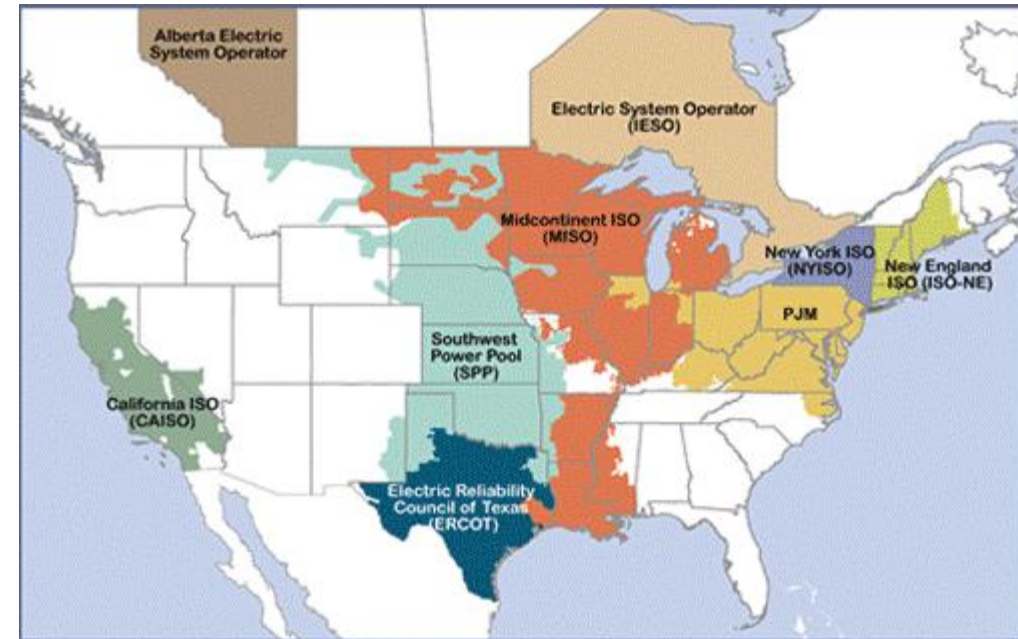 Alberta Electric
System Operator
Electric System Operator
(IESO)
Midcontinent ISO
(MISO)
New York ISO
(NYISO)
New England
ISO (ISO-NE)
PJM
Southwest
Power Pool
(SPP)
California ISO
(CAISO)
Electric Reliability
Council of Texas
(ERCOT)